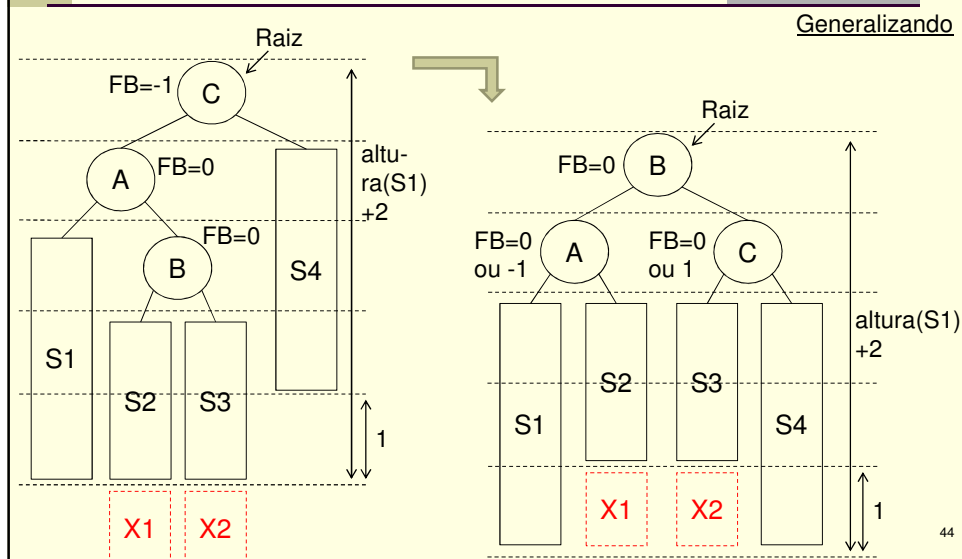 Generalizando
Raiz
FB=-1
C
A
FB=0
altu-
ra(S1)
+2
FB=0
B
S4
S1
S2
S3
1
X1
X2
Raiz
FB=0
B
FB=0
ou -1
A
FB=0
ou 1
C
altura(S1)
+2
S2
S3
S1
S4
X1
X2
1
44